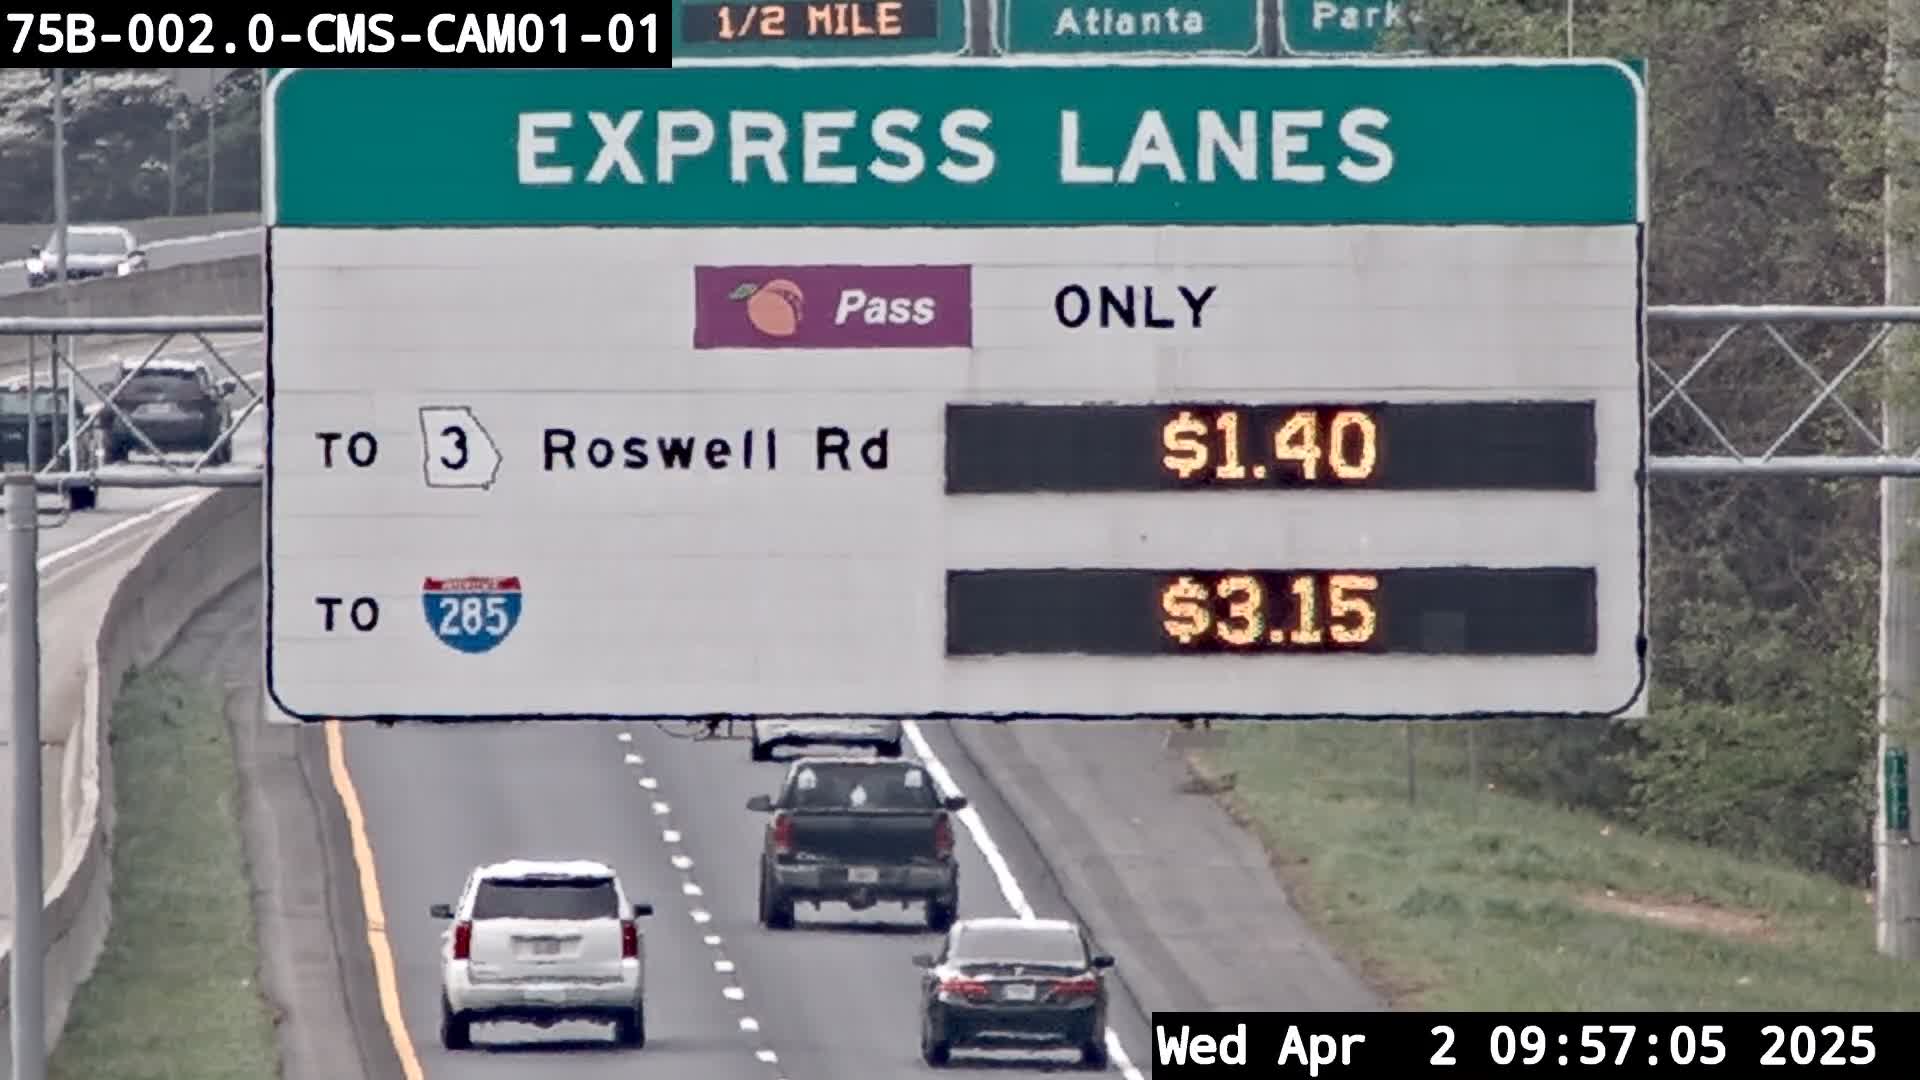 75B-002.0-CMS-CAM01-01
1/2 MILE
Atlanta
Park
EXPRESS LANES
Pass ONLY
TO 3 Roswell Rd $1.40
TO 285 $3.15
Wed Apr 2 09:57:05 2025